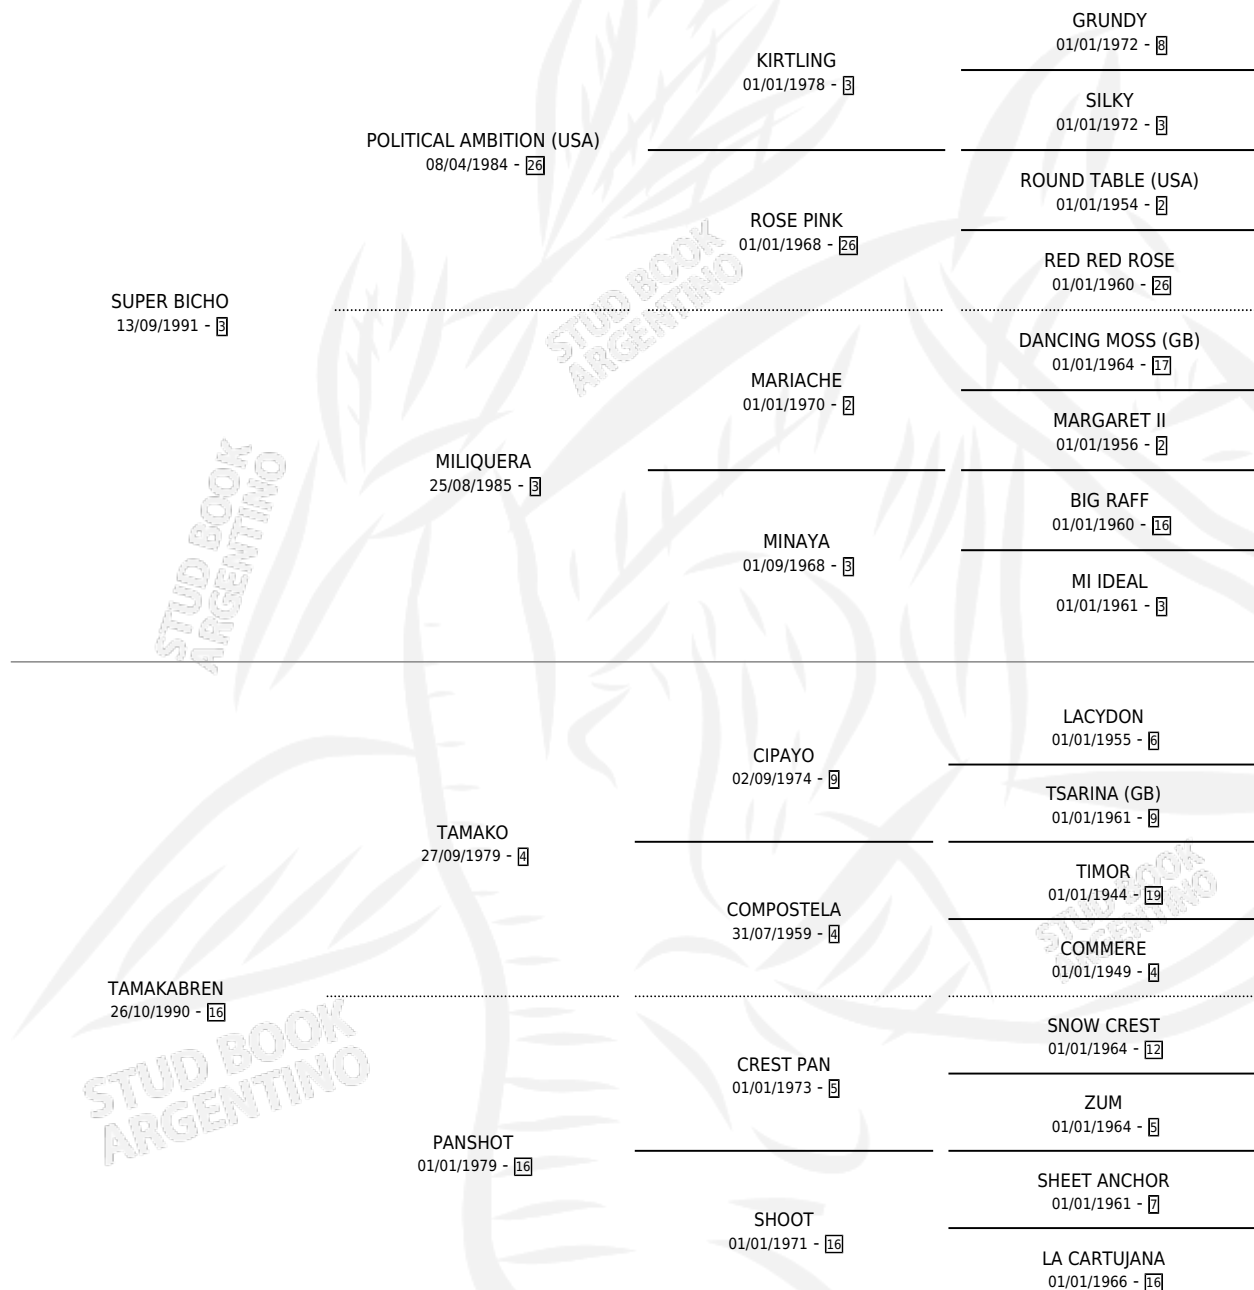 GRUNDY
01/01/1972 - 8
KIRTLING
01/01/1978 - 3
SILKY
01/01/1972 - 3
POLITICAL AMBITION (USA)
08/04/1984 - 26
ROUND TABLE (USA)
01/01/1954 - 2
ROSE PINK
01/01/1968 - 26
RED RED ROSE
01/01/1960 - 26
SUPER BICHO
13/09/1991 - 3
STUD BOOK
ARGENTINO
DANCING MOSS (GB)
01/01/1964 - 17
MARIACHE
01/01/1970 - 2
MARGARET II
01/01/1956 - 2
MILIQUERA
25/08/1985 - 3
BIG RAFF
01/01/1960 - 16
MINAYA
01/09/1968 - 3
MI IDEAL
01/01/1961 - 3
STUD BOOK
ARGENTINO
LACYDON
01/01/1955 - 6
CIPAYO
02/09/1974 - 9
TSARINA (GB)
01/01/1961 - 9
TAMAKO
27/09/1979 - 4
TIMOR
01/01/1944 - 19
COMPOSTELA
31/07/1959 - 4
COMMERE
01/01/1949 - 4
STUD BOOK
ARGENTINO
TAMAKABREN
26/10/1990 - 16
SNOW CREST
01/01/1964 - 12
CREST PAN
01/01/1973 - 5
ZUM
01/01/1964 - 5
STUD BOOK
ARGENTINO
PANSHOT
01/01/1979 - 16
SHEET ANCHOR
01/01/1961 - 7
SHOOT
01/01/1971 - 16
LA CARTUJANA
01/01/1966 - 16